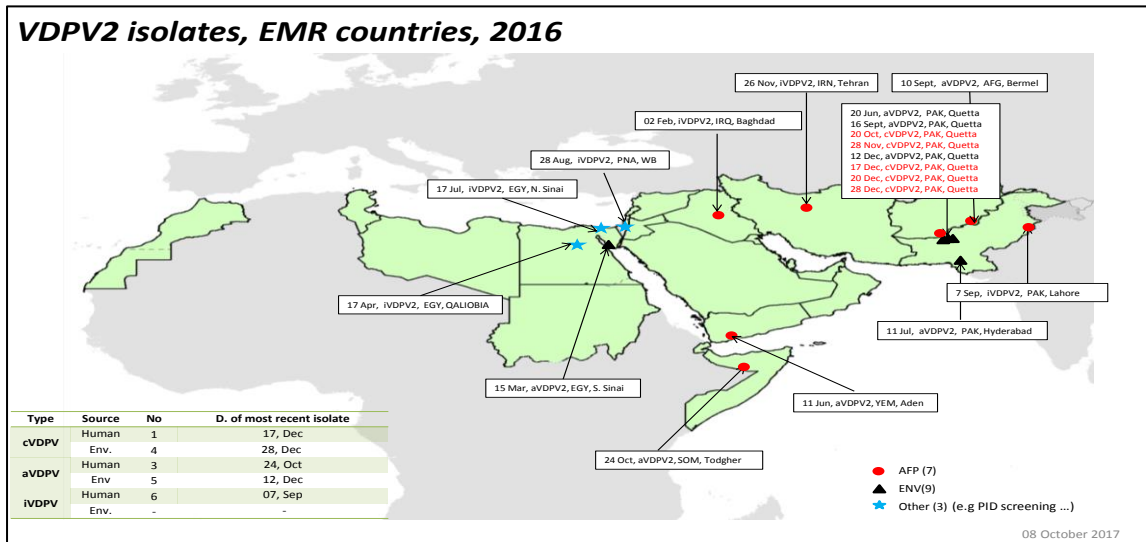 VDPV2 isolates, EMR countries, 2016
26 Nov, iVDPV2, IRN, Tehran
10 Sept, aVDPV2, AFG, Bermel
20 Jun, aVDPV2, PAK, Quetta
16 Sept, aVDPV2, PAK, Quetta
20 Oct, cVDPV2, PAK, Quetta
28 Nov, cVDPV2, PAK, Quetta
12 Dec, aVDPV2, PAK, Quetta
17 Dec, cVDPV2, PAK, Quetta
20 Dec, cVDPV2, PAK, Quetta
28 Dec, cVDPV2, PAK, Quetta
02 Feb, iVDPV2, IRQ, Baghdad
28 Aug, iVDPV2, PNA, WB
17 Jul, iVDPV2, EGY, N. Sinai
17 Apr, iVDPV2, EGY, QALIOBIA
7 Sep, iVDPV2, PAK, Lahore
11 Jul, aVDPV2, PAK, Hyderabad
15 Mar, aVDPV2, EGY, S. Sinai
11 Jun, aVDPV2, YEM, Aden
24 Oct, aVDPV2, SOM, Todgher
Type Source No D. of most recent isolate
cVDPV Human 1 17, Dec
Env. 4 28, Dec
aVDPV Human 3 24, Oct
Env 5 12, Dec
iVDPV Human 6 07, Sep
Env. - -
AFP (7)
ENV(9)
Other (3) (e.g PID screening ...)
08 October 2017